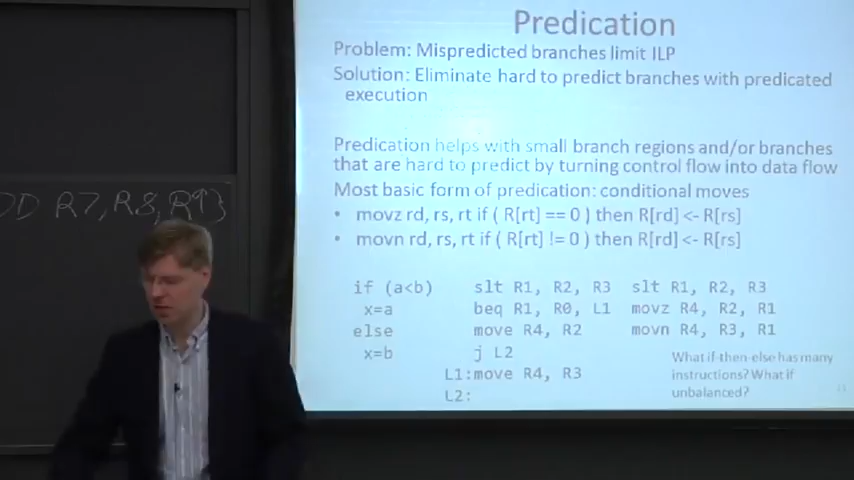 Predication
Problem: Mispredicted branches limit ILP
Solution: Eliminate hard to predict branches with predicated
execution
Predication helps with small branch regions and/or branches
that are hard to predict by turning control flow into data flow
Most basic form of predication: conditional moves
• movz rd, rs, rt if ( R[rt] == 0 ) then R[rd] <- R[rs]
• movn rd, rs, rt if ( R[rt] != 0 ) then R[rd] <- R[rs]
if (a<b)
x=a
else
x=b
slt R1, R2, R3
beq R1, R0, L1
move R4, R2
j L2
L1:move R4, R3
L2:
slt R1, R2, R3
movz R4, R2, R1
movn R4, R3, R1
What if-then-else has many
instructions? What if
unbalanced?
R7, R8, R9}